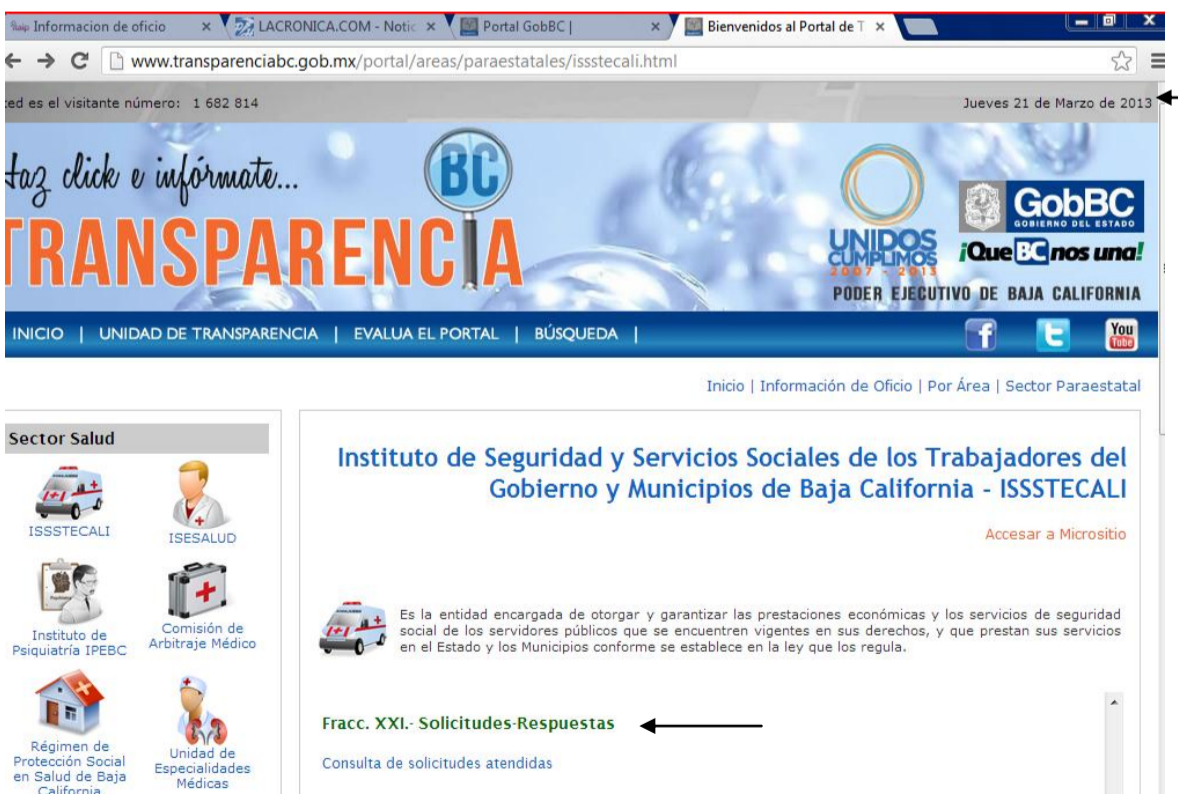 Informacion de oficio
LACRONICA.COM - Notic
Portal GobBC |
Bienvenidos al Portal de T
www.transparenciabc.gob.mx/portal/areas/paraestatales/issstecali.html
ted es el visitante número: 1 682 814
Jueves 21 de Marzo de 2013
Haz click e infórmate...
BC
TRANSPARENCIA
UNIDOS
CUMPLIMOS
2007 - 2013
GobBC
GOBIERNO DEL ESTADO
¡Que BC nos una!
PODER EJECUTIVO DE BAJA CALIFORNIA
INICIO | UNIDAD DE TRANSPARENCIA | EVALUA EL PORTAL | BÚSQUEDA |
You
Tube
Inicio | Información de Oficio | Por Área | Sector Paraestatal
Sector Salud
ISSSTECALI
ISESALUD
Instituto de
Psiquiatría IPEBC
Comisión de
Arbitraje Médico
Régimen de
Protección Social
en Salud de Baja
California
Unidad de
Especialidades
Médicas
Instituto de Seguridad y Servicios Sociales de los Trabajadores del
Gobierno y Municipios de Baja California - ISSSTECALI
Accesar a Micrositio
Es la entidad encargada de otorgar y garantizar las prestaciones económicas y los servicios de seguridad
social de los servidores públicos que se encuentren vigentes en sus derechos, y que prestan sus servicios
en el Estado y los Municipios conforme se establece en la ley que los regula.
Fracc. XXI.- Solicitudes-Respuestas
Consulta de solicitudes atendidas